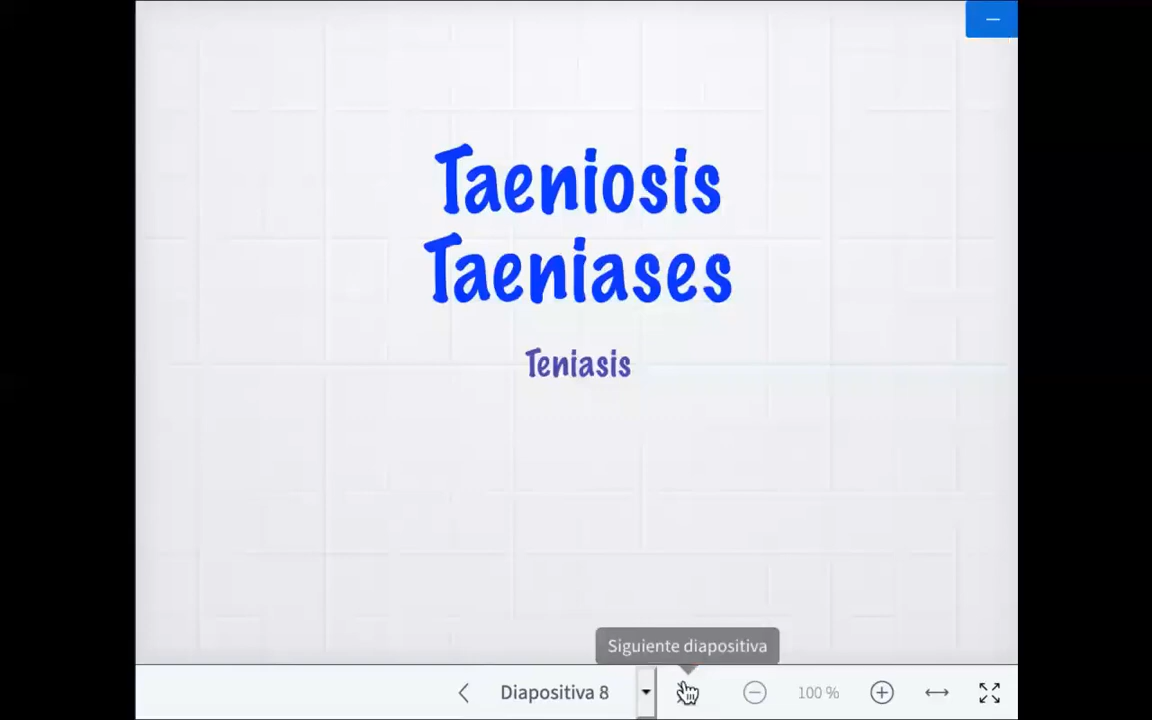 Taeniosis
Taeniases
Teniasis
Siguiente diapositiva
Diapositiva 8
100 %